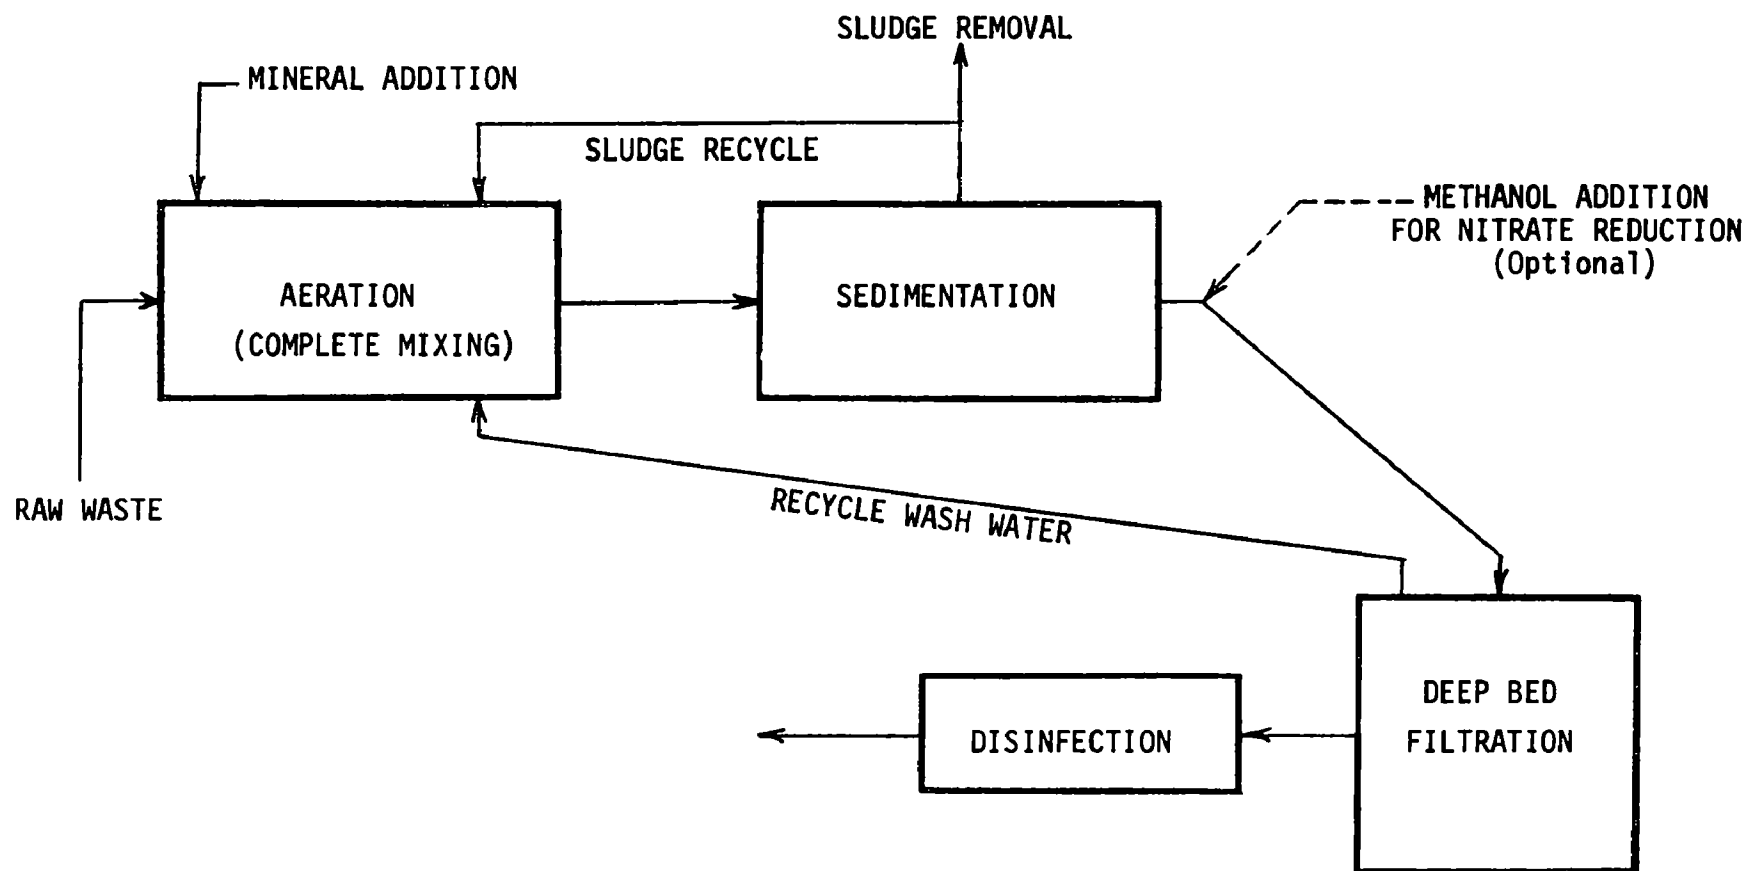 SLUDGE REMOVAL
MINERAL ADDITION
SLUDGE RECYCLE
METHANOL ADDITION
FOR NITRATE REDUCTION
(Optional)
AERATION
(COMPLETE MIXING)
SEDIMENTATION
RAW WASTE
RECYCLE WASH WATER
DEEP BED
FILTRATION
DISINFECTION